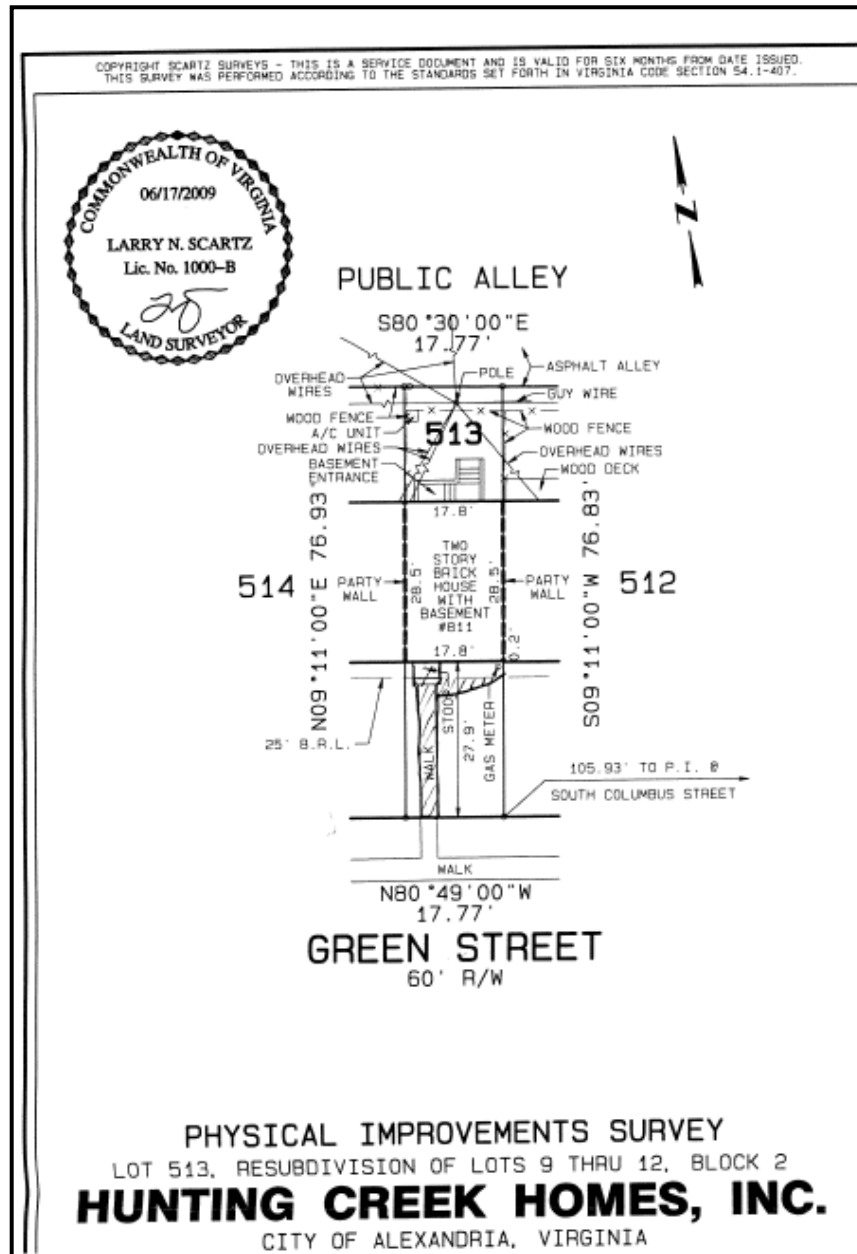 COPYRIGHT SCARTZ SURVEYS - THIS IS A SERVICE DOCUMENT AND IS VALID FOR SIX MONTHS FROM DATE ISSUED.
THIS SURVEY WAS PERFORMED ACCORDING TO THE STANDARDS SET FORTH IN VIRGINIA CODE SECTION 54.1-407.
COMMONWEALTH OF VIRGINIA
06/17/2009
LARRY N. SCARTZ
Lic. No. 1000-B
LAND SURVEYOR
N
PUBLIC ALLEY
S80°30'00"E
17.77'
OVERHEAD
WIRES
POLE
ASPHALT ALLEY
GUY WIRE
WOOD FENCE
A/C UNIT
513
WOOD FENCE
OVERHEAD WIRES
OVERHEAD WIRES
BASEMENT
ENTRANCE
WOOD DECK
17.8'
N09°11'00"E 76.93'
S09°11'00"W 76.83'
514
PARTY
WALL
28.5'
TWO
STORY
BRICK
HOUSE
WITH
BASEMENT
#811
28.5'
PARTY
WALL
512
17.8'
0.2'
25' B.R.L.
WALK
STOOP
27.9'
GAS METER
105.93' TO P.I. @
SOUTH COLUMBUS STREET
WALK
N80°49'00"W
17.77'
GREEN STREET
60' R/W
PHYSICAL IMPROVEMENTS SURVEY
LOT 513, RESUBDIVISION OF LOTS 9 THRU 12, BLOCK 2
HUNTING CREEK HOMES, INC.
CITY OF ALEXANDRIA, VIRGINIA